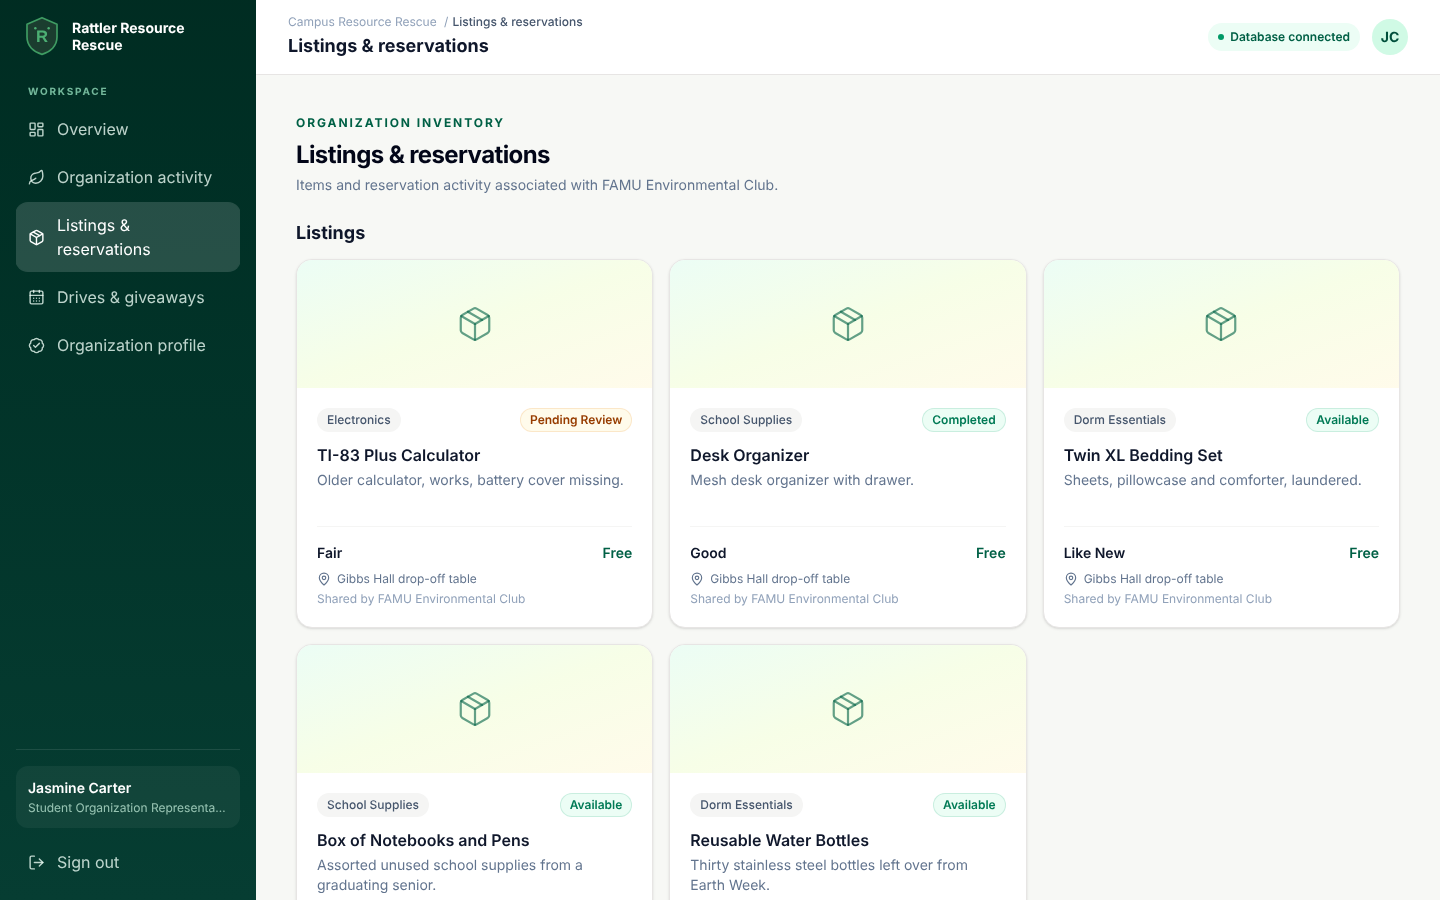 R
Rattler Resource
Rescue
WORKSPACE
Overview
Organization activity
Listings &
reservations
Drives & giveaways
Organization profile
Jasmine Carter
Student Organization Representa...
Sign out
Campus Resource Rescue / Listings & reservations
Listings & reservations
Database connected
JC
ORGANIZATION INVENTORY
Listings & reservations
Items and reservation activity associated with FAMU Environmental Club.
Listings
Electronics
Pending Review
TI-83 Plus Calculator
Older calculator, works, battery cover missing.
Fair
Free
Gibbs Hall drop-off table
Shared by FAMU Environmental Club
School Supplies
Completed
Desk Organizer
Mesh desk organizer with drawer.
Good
Free
Gibbs Hall drop-off table
Shared by FAMU Environmental Club
Dorm Essentials
Available
Twin XL Bedding Set
Sheets, pillowcase and comforter, laundered.
Like New
Free
Gibbs Hall drop-off table
Shared by FAMU Environmental Club
School Supplies
Available
Box of Notebooks and Pens
Assorted unused school supplies from a
graduating senior.
Dorm Essentials
Available
Reusable Water Bottles
Thirty stainless steel bottles left over from
Earth Week.